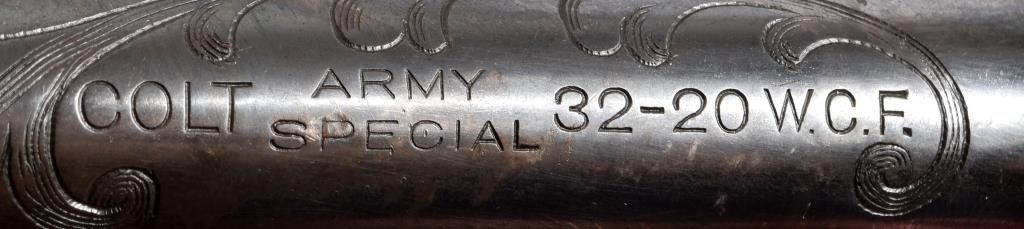 COLT ARMY SPECIAL 32-20 W.C.F.